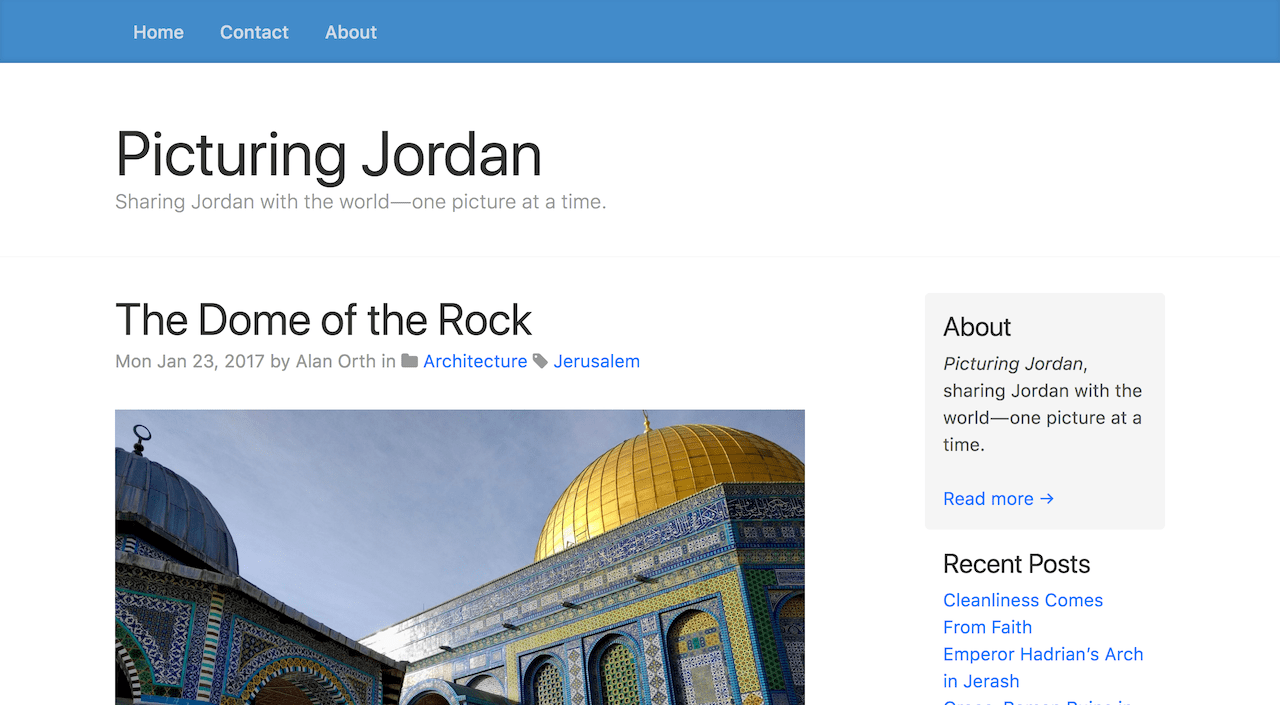 Home Contact About
Picturing Jordan
Sharing Jordan with the world—one picture at a time.
The Dome of the Rock
Mon Jan 23, 2017 by Alan Orth in Architecture Jerusalem
About
Picturing Jordan,
sharing Jordan with the
world—one picture at a
time.
Read more →
Recent Posts
Cleanliness Comes
From Faith
Emperor Hadrian’s Arch
in Jerash